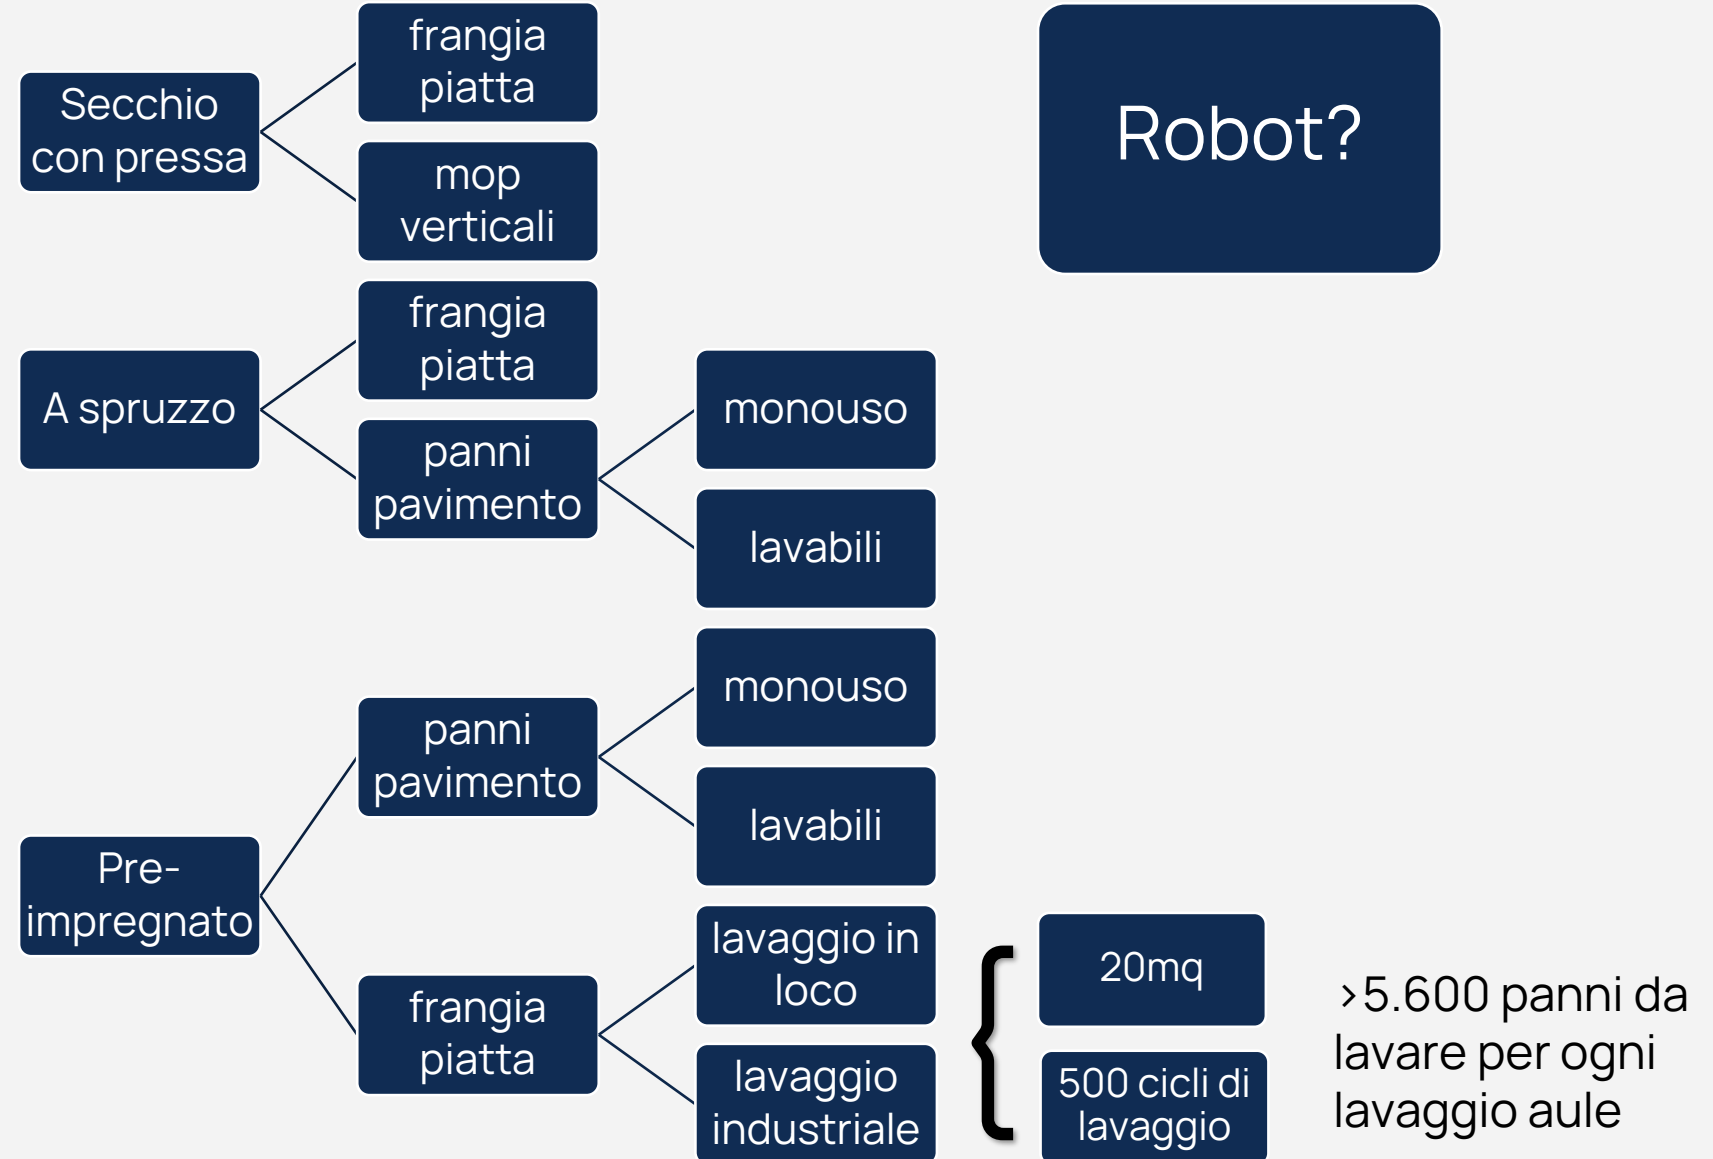 Secchio
con pressa
frangia
piatta
mop
verticali
A spruzzo
frangia
piatta
panni
pavimento
monouso
lavabili
Pre-
impregnato
panni
pavimento
monouso
lavabili
frangia
piatta
lavaggio in
loco
lavaggio
industriale
20mq
500 cicli di
lavaggio
>5.600 panni da
lavare per ogni
lavaggio aule
Robot?